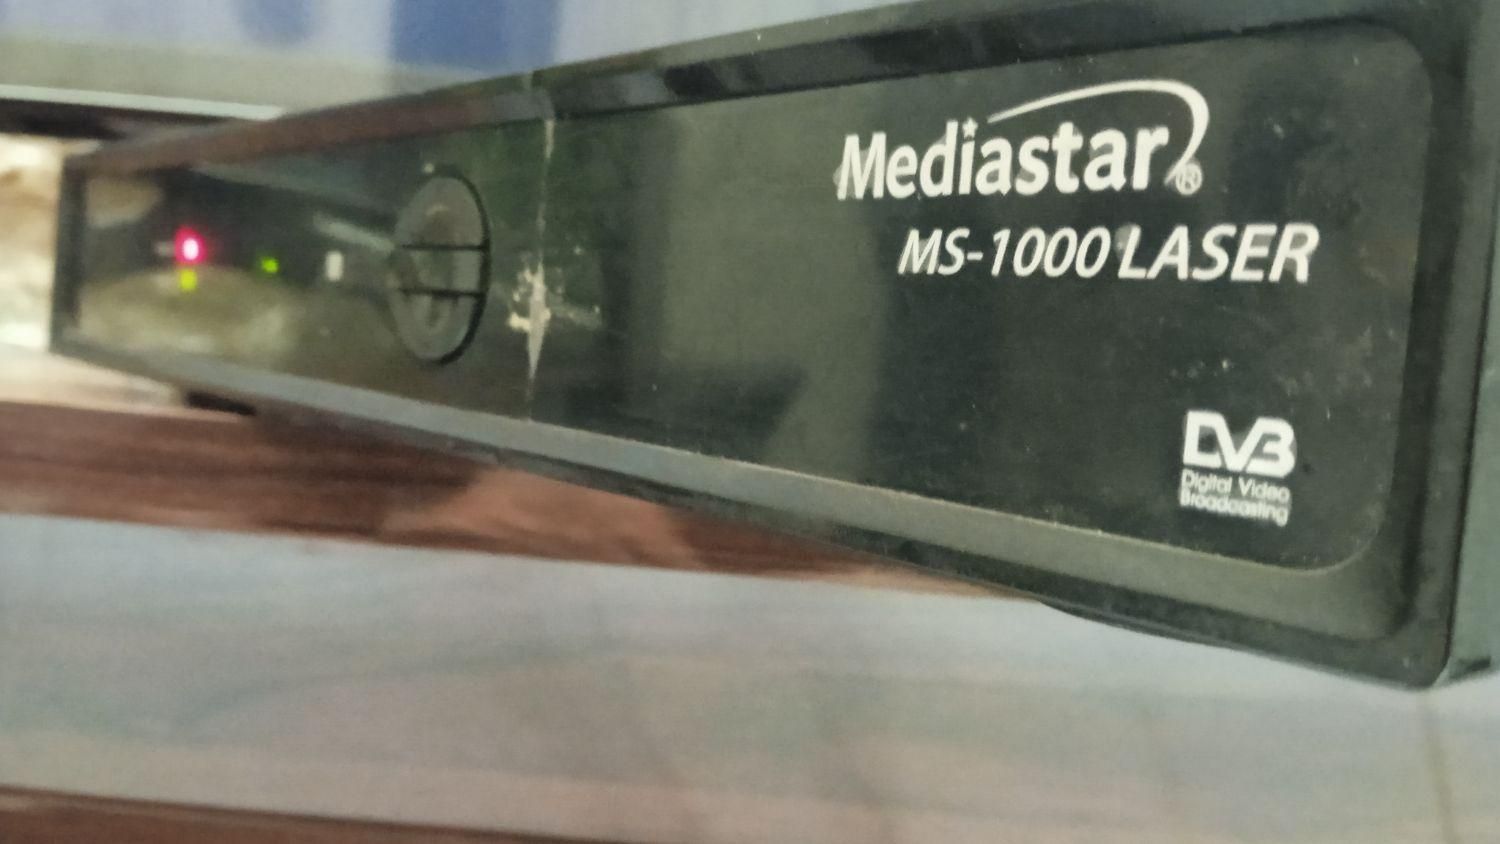 Mediastar®
MS-1000 LASER
DVB
Digital Video
Broadcasting